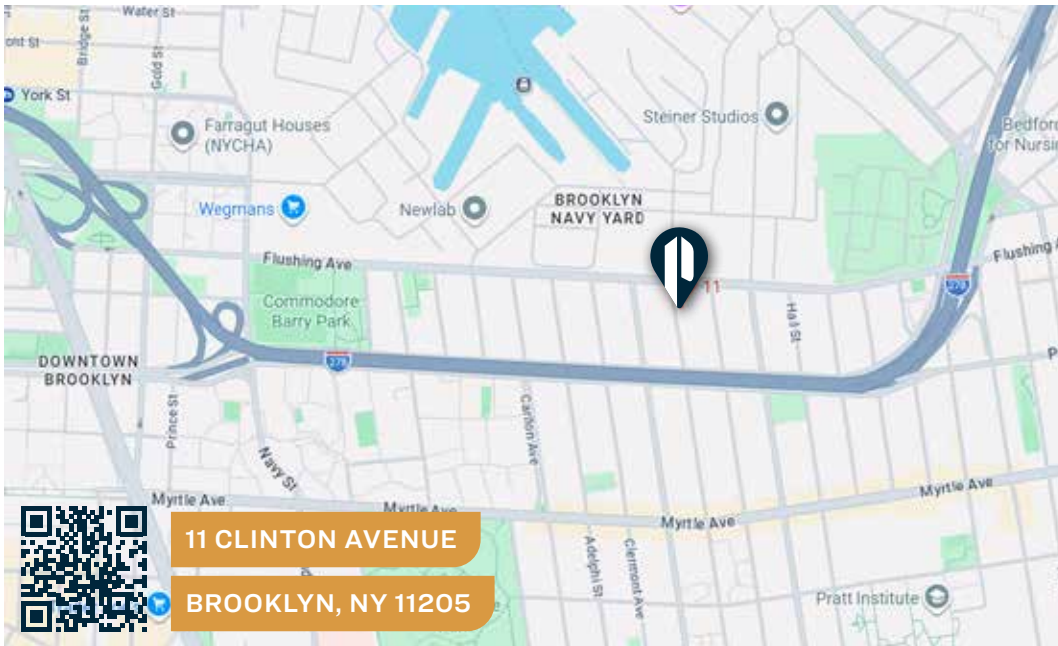 Water St
Bridge St
Gold St
York St
Farragut Houses
(NYCHA)
Steiner Studios
Wegmans
Newlab
BROOKLYN
NAVY YARD
Flushing Ave
Flushing
11
Commodore
Barry Park
Hall St
278
278
DOWNTOWN
BROOKLYN
Prince St
Carlton Ave
Navy St
Myrtle Ave
Myrtle Ave
Myrtle Ave
Myrtle Ave
11 CLINTON AVENUE
BROOKLYN, NY 11205
Adelphi St
Clermont Ave
Pratt Institute